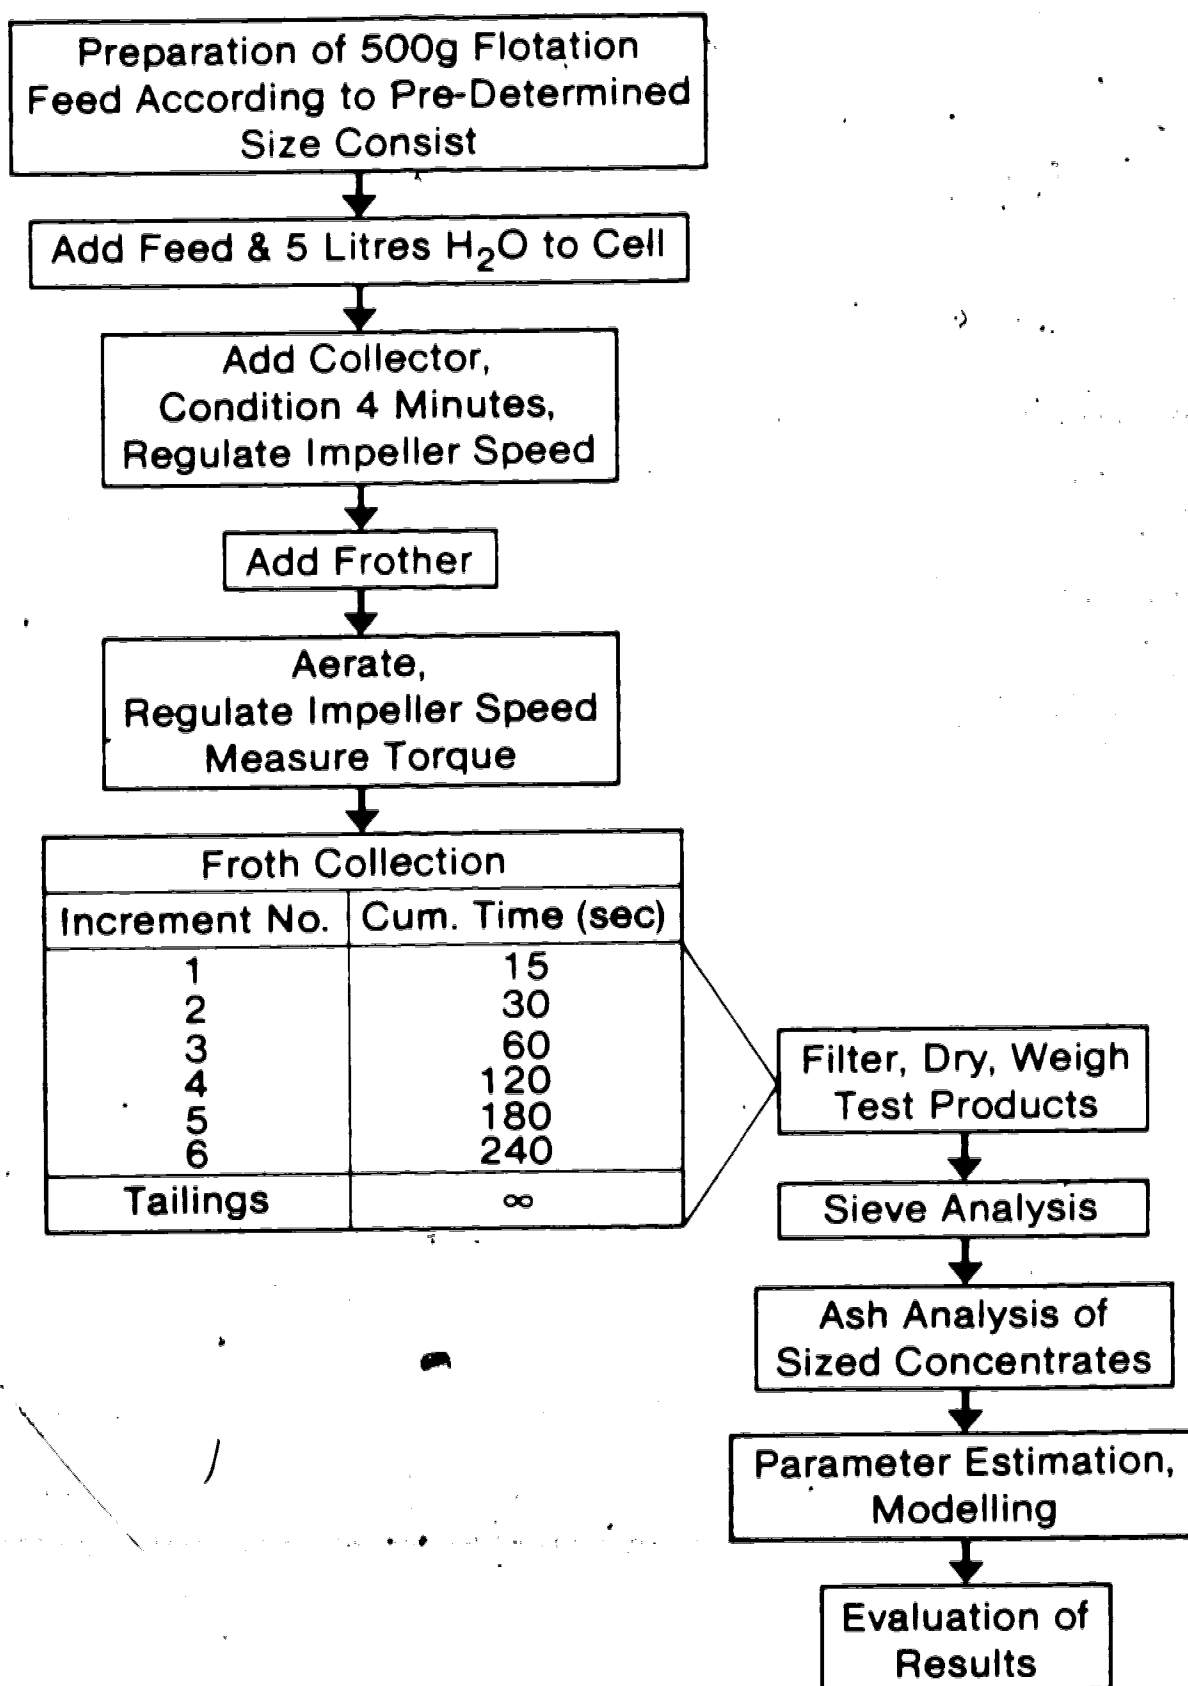 Preparation of 500g Flotation
Feed According to Pre-Determined
Size Consist
Add Feed & 5 Litres H₂O to Cell
Add Collector,
Condition 4 Minutes,
Regulate Impeller Speed
Add Frother
Aerate,
Regulate Impeller Speed
Measure Torque
Froth Collection
Increment No. Cum. Time (sec)
1 15
2 30
3 60
4 120
5 180
6 240
Tailings ∞
Filter, Dry, Weigh
Test Products
Sieve Analysis
Ash Analysis of
Sized Concentrates
Parameter Estimation,
Modelling
Evaluation of
Results